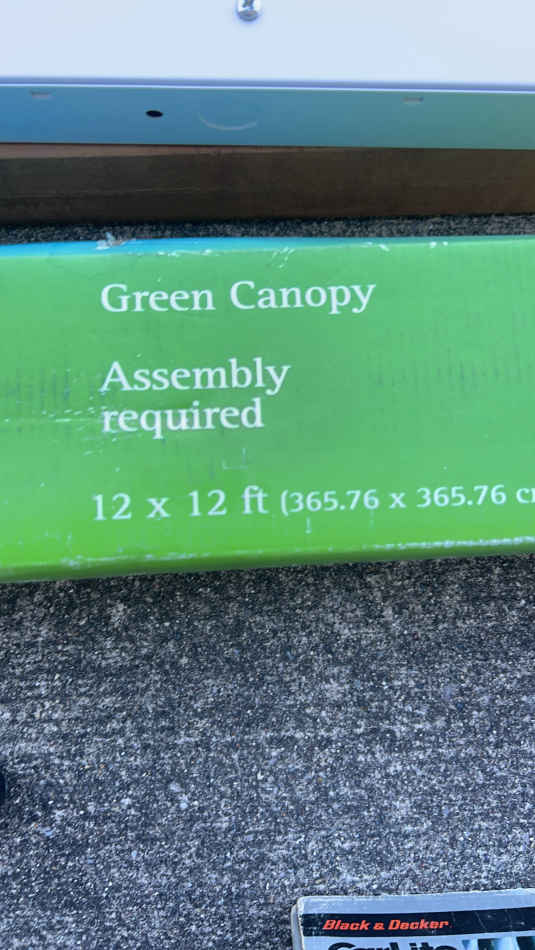 Green Canopy
Assembly
required
12 x 12 ft (365.76 x 365.76 c
Black & Decker